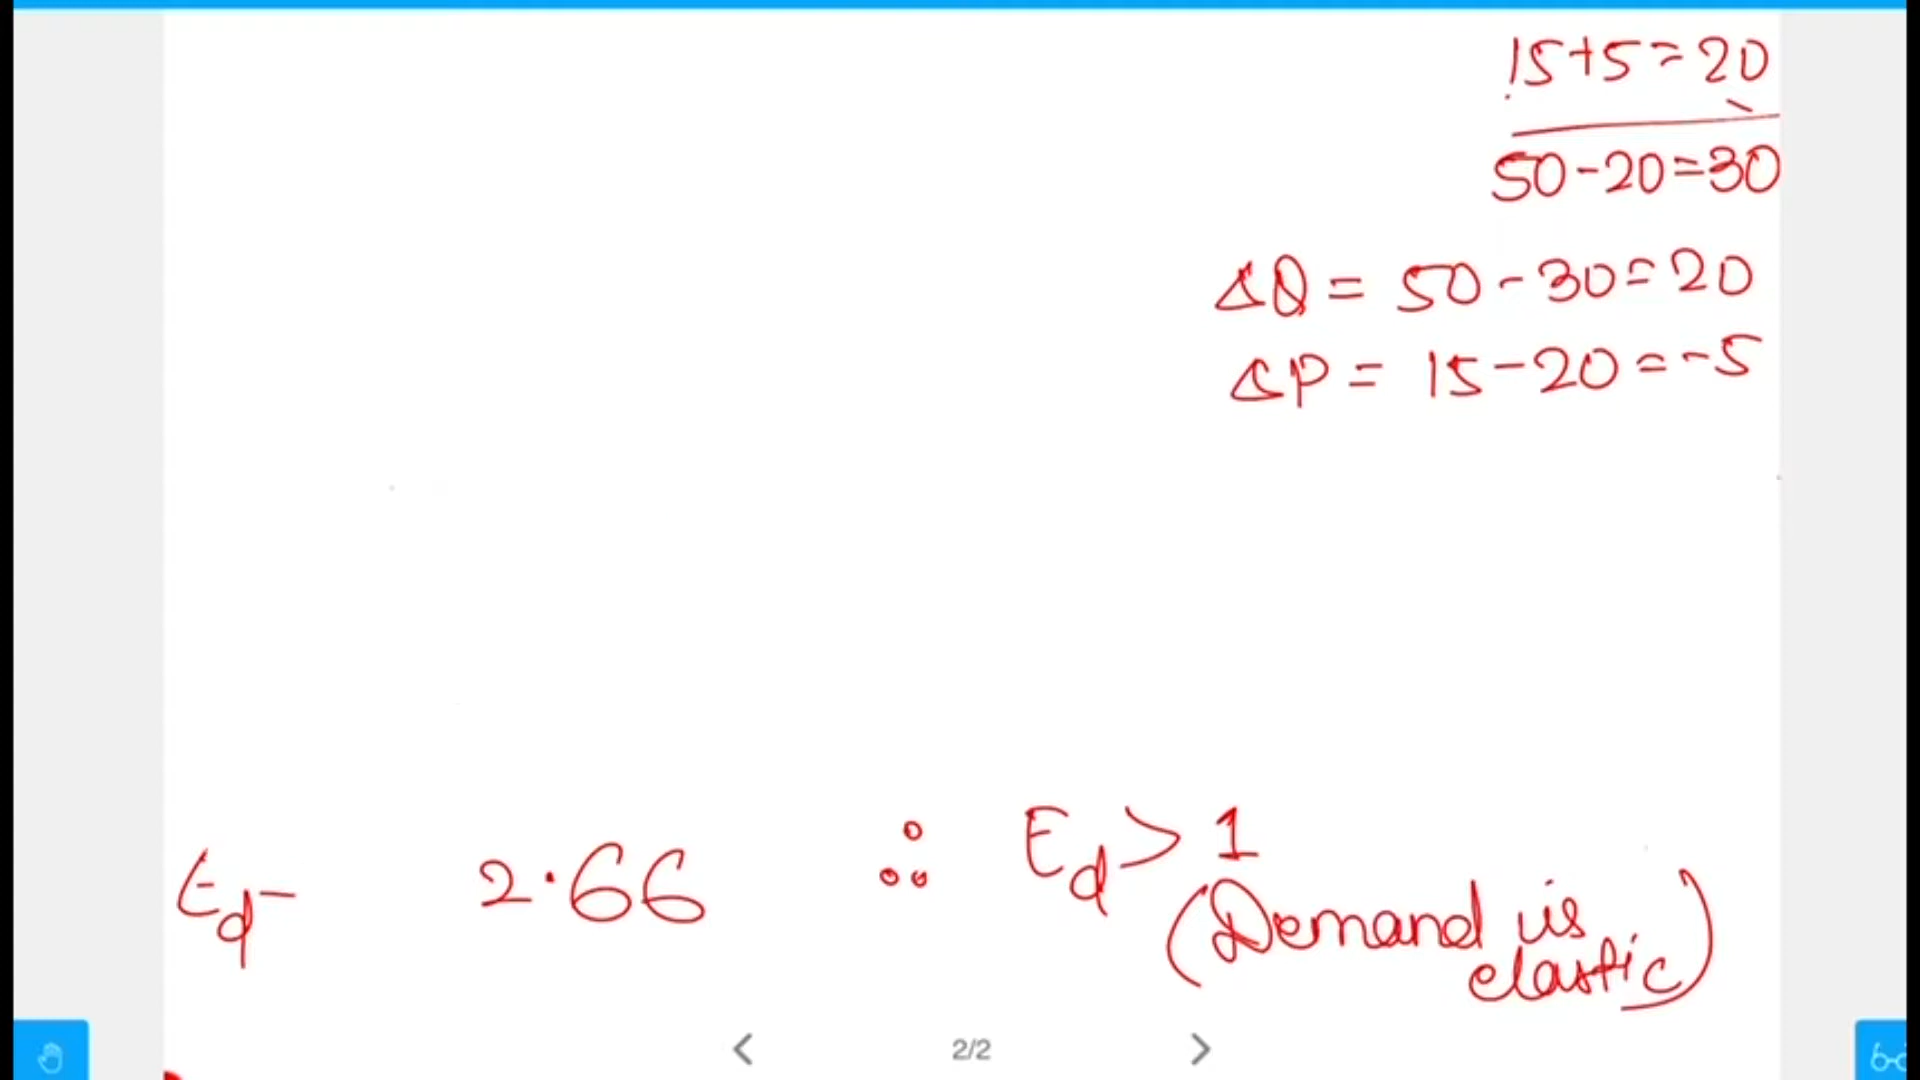 15+5=20
50-20=30
ΔQ = 50-30=20
ΔP = 15-20=-5
Ed- 2.66 ∴ Ed>1
(Demand is
elastic)
2/2